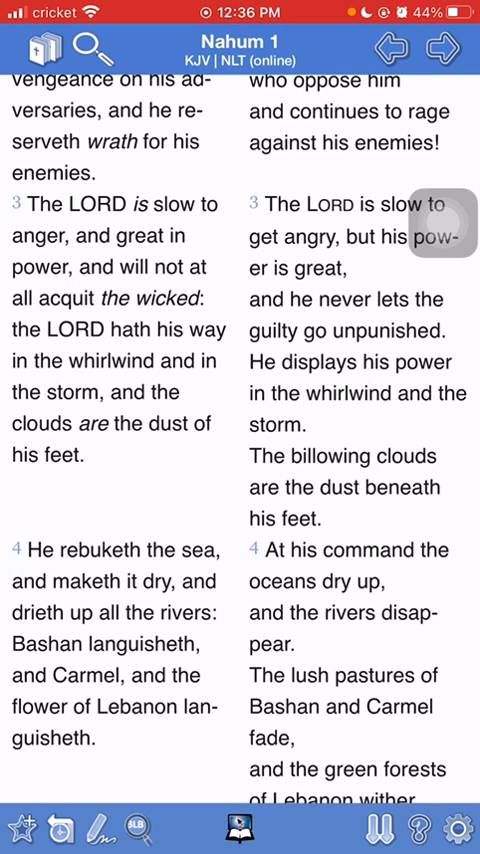 cricket 12:36 PM 44%
Nahum 1
KJV | NLT (online)
vengeance on his ad-
versaries, and he re-
serveth wrath for his
enemies.
3 The LORD is slow to
anger, and great in
power, and will not at
all acquit the wicked:
the LORD hath his way
in the whirlwind and in
the storm, and the
clouds are the dust of
his feet.
4 He rebuketh the sea,
and maketh it dry, and
drieth up all the rivers:
Bashan languisheth,
and Carmel, and the
flower of Lebanon lan-
guisheth.
who oppose him
and continues to rage
against his enemies!
3 The LORD is slow to
get angry, but his pow-
er is great,
and he never lets the
guilty go unpunished.
He displays his power
in the whirlwind and the
storm.
The billowing clouds
are the dust beneath
his feet.
4 At his command the
oceans dry up,
and the rivers disap-
pear.
The lush pastures of
Bashan and Carmel
fade,
and the green forests
of Lebanon wither
BLB